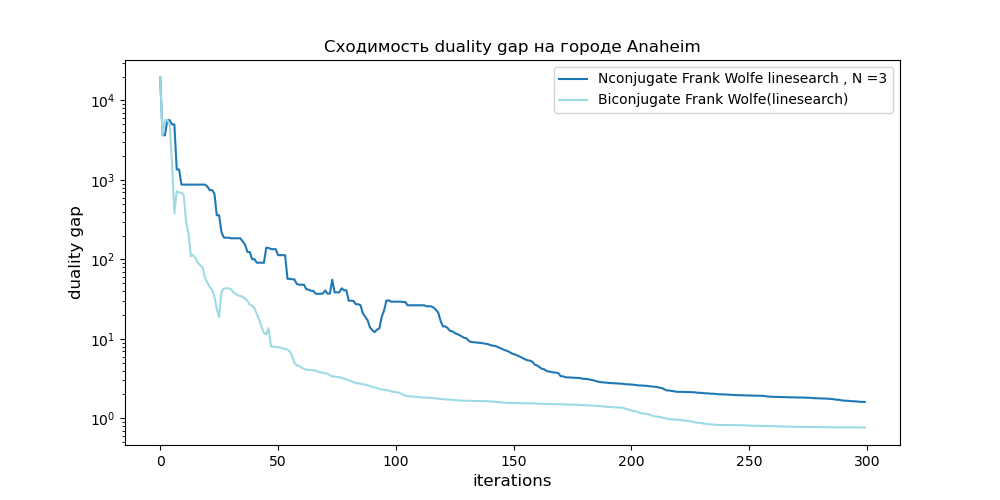 Сходимость duality gap на городе Anaheim
Nconjugate Frank Wolfe linesearch , N =3
Biconjugate Frank Wolfe(linesearch)
duality gap
10⁴
10³
10²
10¹
10⁰
0 50 100 150 200 250 300
iterations